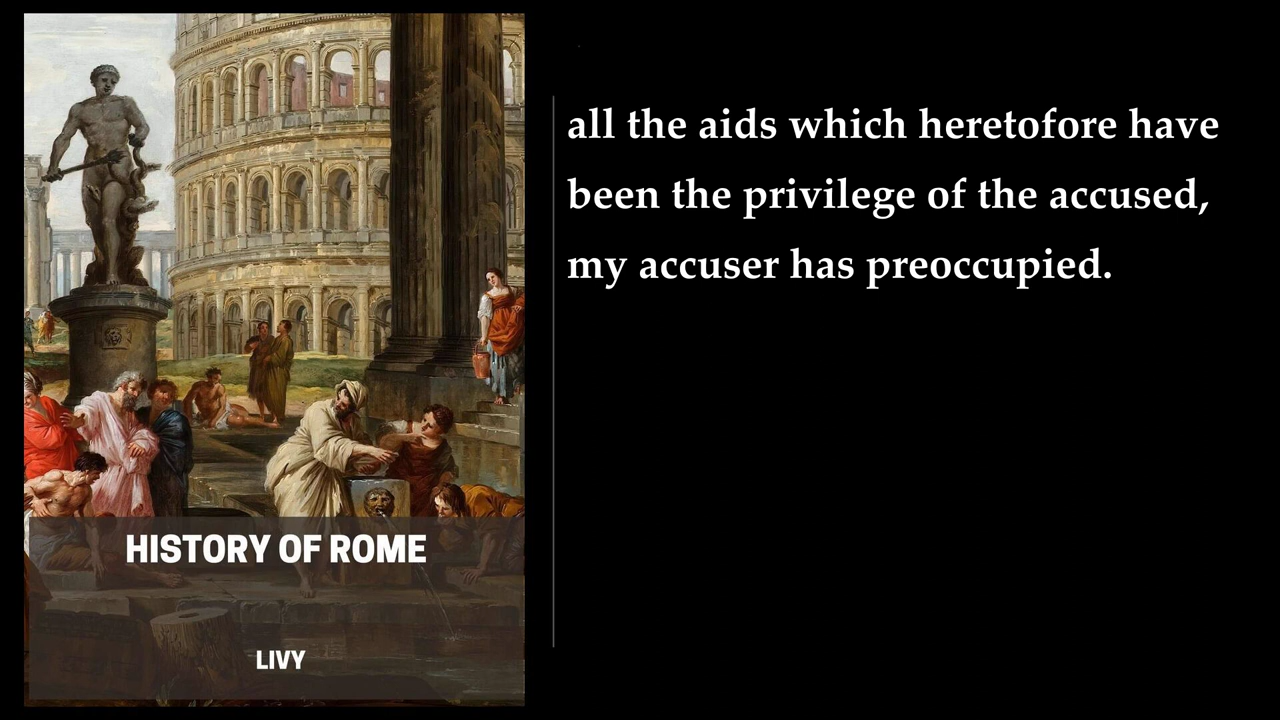 all the aids which heretofore have
been the privilege of the accused,
my accuser has preoccupied.
HISTORY OF ROME
LIVY